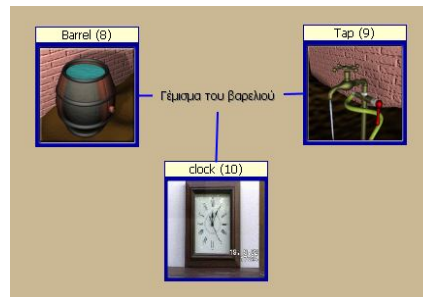 Barrel (8)
Tap (9)
Γέμισμα του βαρελιού
clock (10)